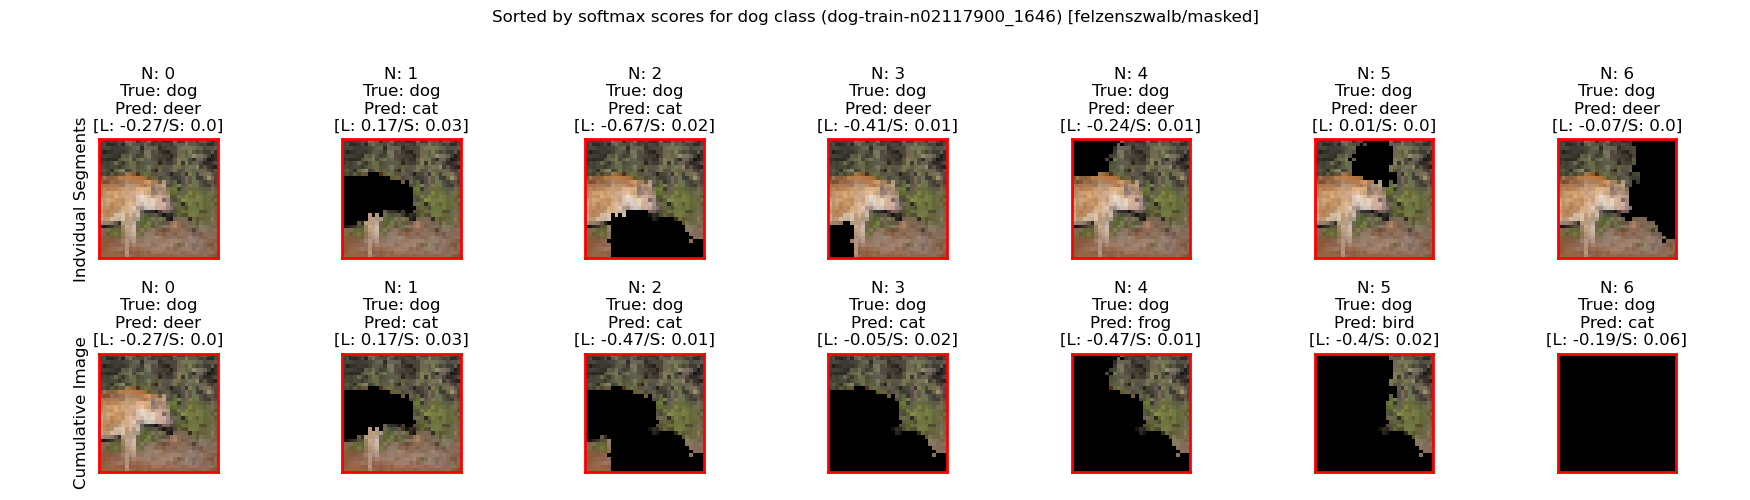 Sorted by softmax scores for dog class (dog-train-n02117900_1646) [felzenszwalb/masked]
Indvidual Segments
N: 0
True: dog
Pred: deer
[L: -0.27/S: 0.0]
N: 1
True: dog
Pred: cat
[L: 0.17/S: 0.03]
N: 2
True: dog
Pred: cat
[L: -0.67/S: 0.02]
N: 3
True: dog
Pred: deer
[L: -0.41/S: 0.01]
N: 4
True: dog
Pred: deer
[L: -0.24/S: 0.01]
N: 5
True: dog
Pred: deer
[L: 0.01/S: 0.0]
N: 6
True: dog
Pred: deer
[L: -0.07/S: 0.0]
Cumulative Image
N: 0
True: dog
Pred: deer
[L: -0.27/S: 0.0]
N: 1
True: dog
Pred: cat
[L: 0.17/S: 0.03]
N: 2
True: dog
Pred: cat
[L: -0.47/S: 0.01]
N: 3
True: dog
Pred: cat
[L: -0.05/S: 0.02]
N: 4
True: dog
Pred: frog
[L: -0.47/S: 0.01]
N: 5
True: dog
Pred: bird
[L: -0.4/S: 0.02]
N: 6
True: dog
Pred: cat
[L: -0.19/S: 0.06]